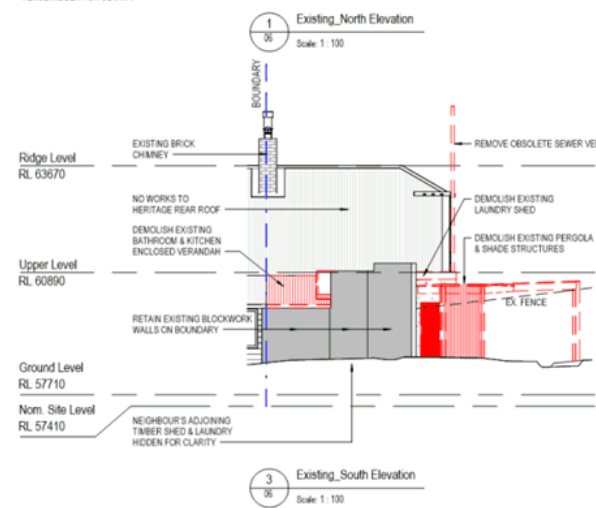 1
06
Existing_North Elevation
Scale: 1 : 100
BOUNDARY
EXISTING BRICK
CHIMNEY
REMOVE OBSOLETE SEWER
Ridge Level
RL 63670
NO WORKS TO
HERITAGE REAR ROOF
DEMOLISH EXISTING
LAUNDRY SHED
DEMOLISH EXISTING
BATHROOM & KITCHEN
ENCLOSED VERANDAH
DEMOLISH EXISTING PERGOLA
& SHADE STRUCTURES
Upper Level
RL 60890
EX. FENCE
RETAIN EXISTING BLOCKWORK
WALLS ON BOUNDARY
Ground Level
RL 57710
Nom. Site Level
RL 57410
NEIGHBOUR'S ADJOINING
TIMBER SHED & LAUNDRY
HIDDEN FOR CLARITY
3
06
Existing_South Elevation
Scale: 1 : 100